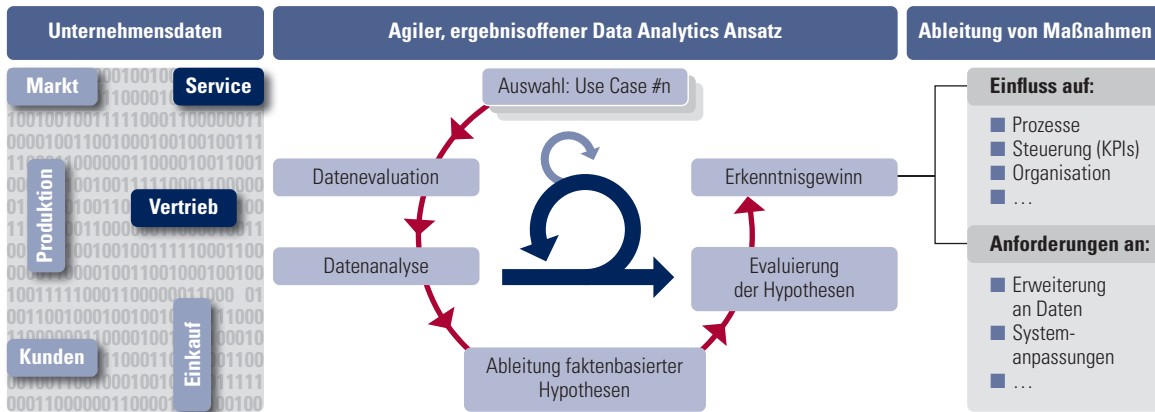 Unternehmensdaten
Markt
Service
Produktion
Vertrieb
Kunden
Einkauf
Agiler, ergebnisoffener Data Analytics Ansatz
Auswahl: Use Case #n
Datenevaluation
Datenanalyse
Ableitung faktenbasierter
Hypothesen
Evaluierung
der Hypothesen
Erkenntnisgewinn
Ableitung von Maßnahmen
Einfluss auf:
Prozesse
Steuerung (KPIs)
Organisation
…
Anforderungen an:
Erweiterung
an Daten
System-
anpassungen
…